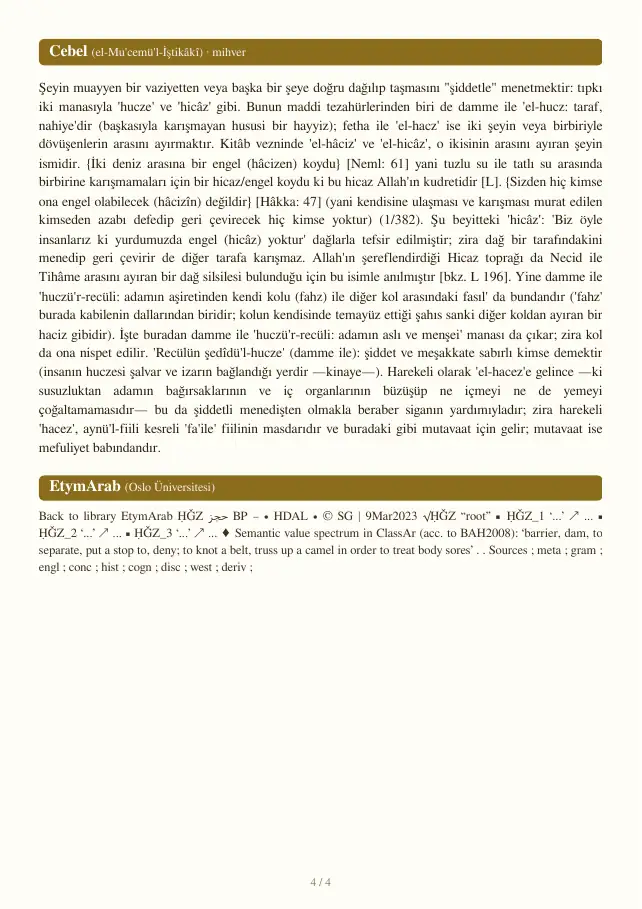 Cebel (el-Mu'cemü'l-İştikâkî) · mihver
Şeyin muayyen bir vaziyetten veya başka bir şeye doğru dağılıp taşmasını "şiddetle" menetmektir: tıpkı
iki manasıyla 'hucze' ve 'hicâz' gibi. Bunun maddi tezahürlerinden biri de damme ile 'el-hucz: taraf,
nahiye'dir (başkasıyla karışmayan hususi bir hayyiz); fetha ile 'el-hacz' ise iki şeyin veya birbiriyle
dövüşenlerin arasını ayırmaktır. Kitâb vezninde 'el-hâciz' ve 'el-hicâz', o ikisinin arasını ayıran şeyin
ismidir. {İki deniz arasına bir engel (hâcizen) koydu} [Neml: 61] yani tuzlu su ile tatlı su arasında
birbirine karışmamaları için bir hicaz/engel koydu ki bu hicaz Allah'ın kudretidir [L]. {Sizden hiç kimse
ona engel olabilecek (hâcizîn) değildir} [Hâkka: 47] (yani kendisine ulaşması ve karışması murat edilen
kimseden azabı defedip geri çevirecek hiç kimse yoktur) (1/382). Şu beyitteki 'hicâz': 'Biz öyle
insanlarız ki yurdumuzda engel (hicâz) yoktur' dağlarla tefsir edilmiştir; zira dağ bir tarafındakini
menedip geri çevirir de diğer tarafa karışmaz. Allah'ın şereflendirdiği Hicaz toprağı da Necid ile
Tihâme arasını ayıran bir dağ silsilesi bulunduğu için bu isimle anılmıştır [bkz. L 196]. Yine damme ile
'huczü'r-recüli: adamın aşiretinden kendi kolu (fahz) ile diğer kol arasındaki fasıl' da bundandır ('fahz'
burada kabilenin dallarından biridir; kolun kendisinde temayüz ettiği şahıs sanki diğer koldan ayıran bir
haciz gibidir). İşte buradan damme ile 'huczü'r-recüli: adamın aslı ve menşei' manası da çıkar; zira kol
da ona nispet edilir. 'Recülün şedîdü'l-hucze' (damme ile): şiddet ve meşakkate sabırlı kimse demektir
(insanın huczesi şalvar ve izarın bağlandığı yerdir —kinaye—). Harekeli olarak 'el-hacez'e gelince —ki
susuzluktan adamın bağırsaklarının ve iç organlarının büzüşüp ne içmeyi ne de yemeyi
çoğaltamamasıdır— bu da şiddetli menedişten olmakla beraber siganın yardımıyladır; zira harekeli
'hacez', aynü'l-fiili kesreli 'fa'ile' fiilinin masdarıdır ve buradaki gibi mutavaat için gelir; mutavaat ise
mefuliyet babındandır.
EtymArab (Oslo Üniversitesi)
Back to library EtymArab ḤǦZ حجز BP – • HDAL • © SG | 9Mar2023 √ḤǦZ “root” ▪ ḤǦZ_1 ‘...’ ↗ ... ▪
ḤǦZ_2 ‘...’ ↗ ... ▪ ḤǦZ_3 ‘...’ ↗ ... ♦ Semantic value spectrum in ClassAr (acc. to BAH2008): ‘barrier, dam, to
separate, put a stop to, deny; to knot a belt, truss up a camel in order to treat body sores’ . . Sources ; meta ; gram ;
engl ; conc ; hist ; cogn ; disc ; west ; deriv ;
4 / 4